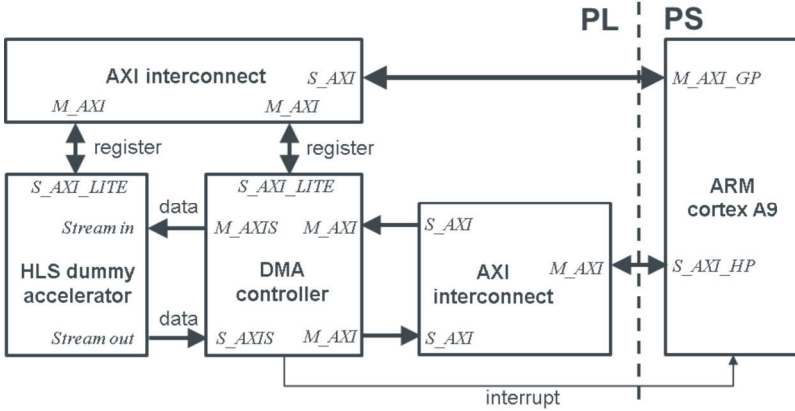 PL
PS
AXI interconnect
S_AXI
M_AXI_GP
M_AXI
M_AXI
register
register
S_AXI_LITE
S_AXI_LITE
ARM
cortex A9
data
Stream in
M_AXIS
M_AXI
S_AXI
HLS dummy
accelerator
DMA
controller
AXI
interconnect
M_AXI
S_AXI_HP
data
Stream out
S_AXIS
M_AXI
S_AXI
interrupt